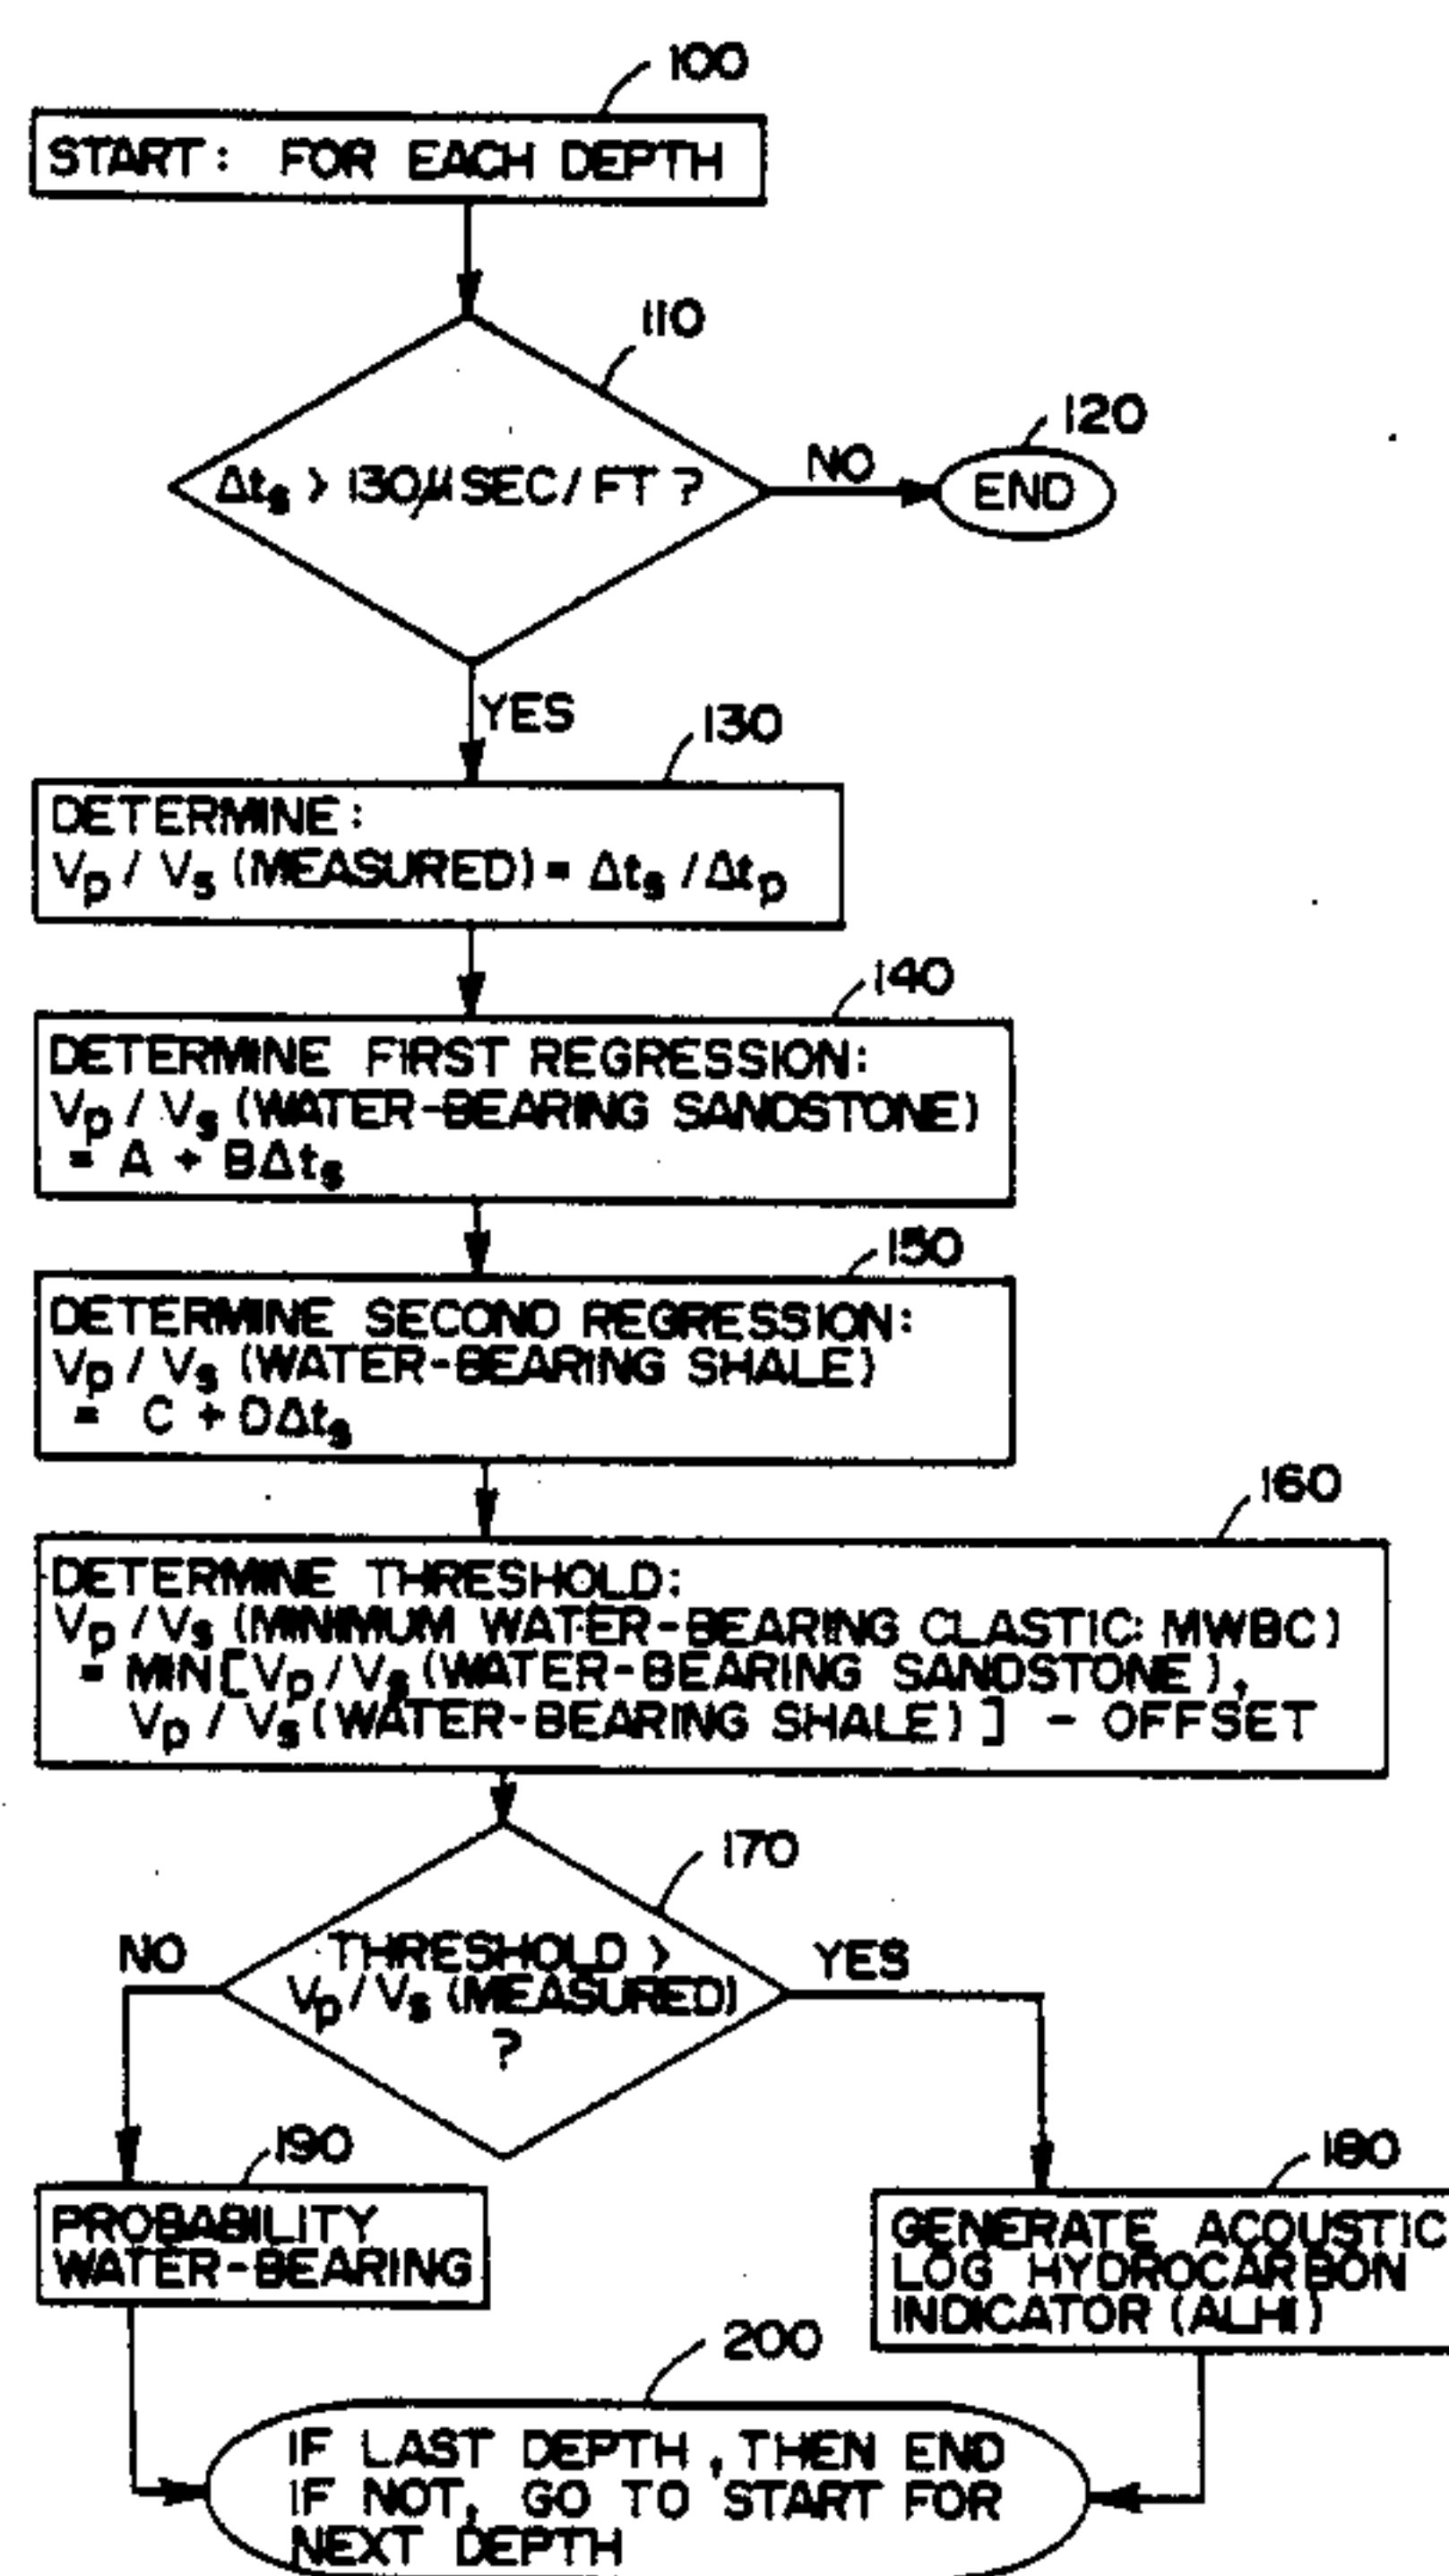 100
START: FOR EACH DEPTH
110
Δts > 130μSEC/FT ?
NO
120
END
YES
130
DETERMINE:
Vp / Vs (MEASURED) = Δts / Δtp
140
DETERMINE FIRST REGRESSION:
Vp / Vs (WATER-BEARING SANDSTONE)
= A + BΔts
150
DETERMINE SECOND REGRESSION:
Vp / Vs (WATER-BEARING SHALE)
= C + DΔts
160
DETERMINE THRESHOLD:
Vp / Vs (MINIMUM WATER-BEARING CLASTIC: MWBC)
= MIN[Vp / Vs (WATER-BEARING SANDSTONE),
Vp / Vs (WATER-BEARING SHALE)] - OFFSET
170
NO
THRESHOLD >
Vp / Vs (MEASURED)
?
YES
190
PROBABILITY
WATER-BEARING
180
GENERATE ACOUSTIC
LOG HYDROCARBON
INDICATOR (ALHI)
200
IF LAST DEPTH, THEN END
IF NOT, GO TO START FOR
NEXT DEPTH